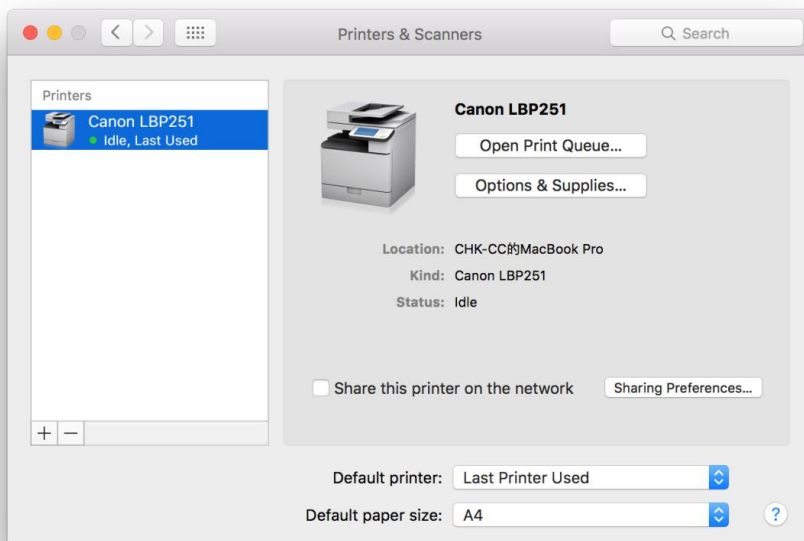 Printers & Scanners
Search
Printers
Canon LBP251
Idle, Last Used
+ −
Canon LBP251
Open Print Queue...
Options & Supplies...
Location: CHK-CC的MacBook Pro
Kind: Canon LBP251
Status: Idle
Share this printer on the network
Sharing Preferences...
Default printer: Last Printer Used
Default paper size: A4
?